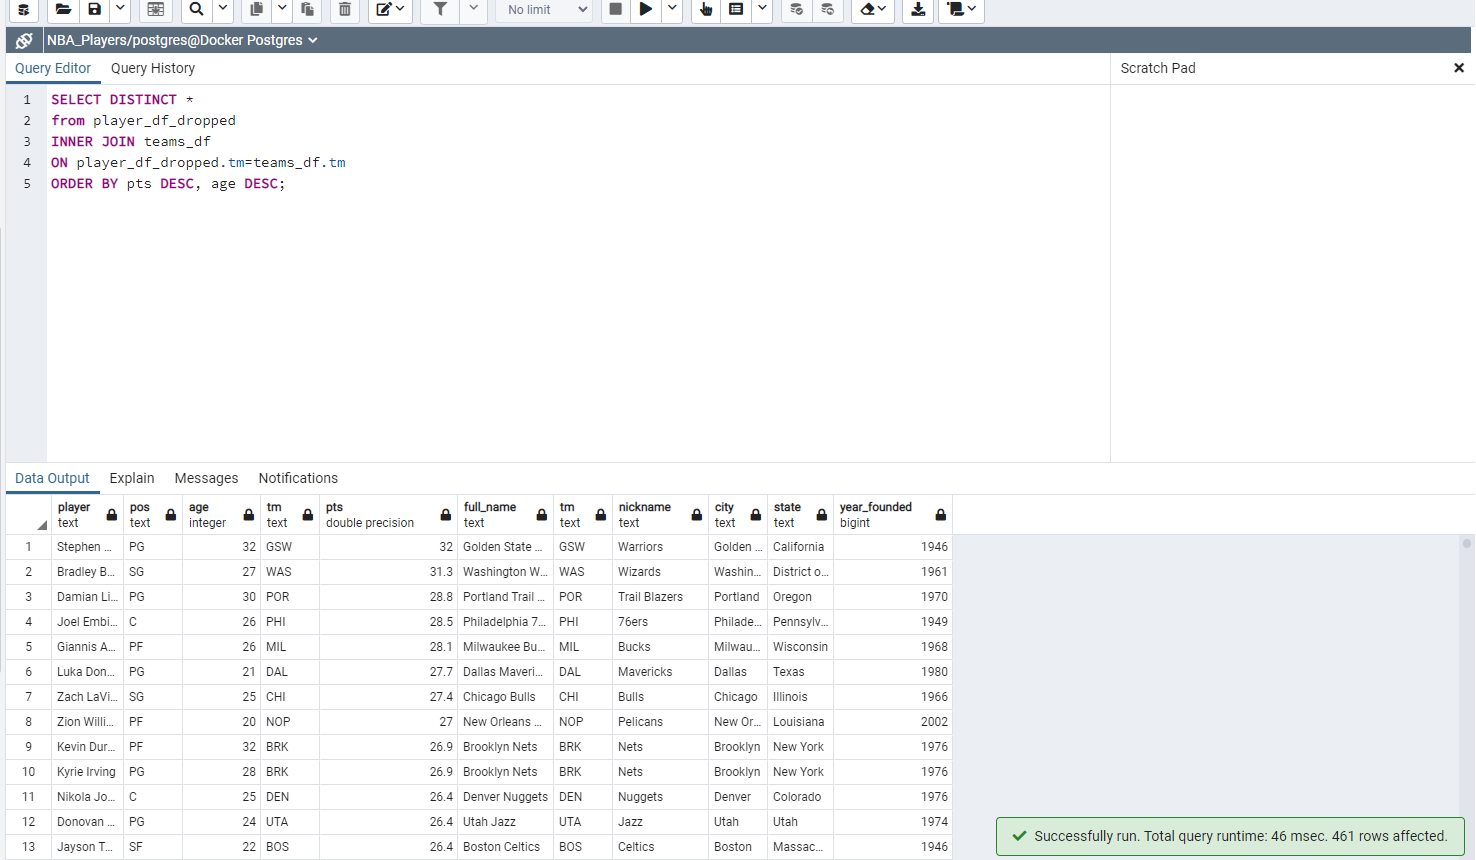 No limit
NBA_Players/postgres@Docker Postgres
Query Editor Query History
Scratch Pad
1 SELECT DISTINCT *
2 from player_df_dropped
3 INNER JOIN teams_df
4 ON player_df_dropped.tm=teams_df.tm
5 ORDER BY pts DESC, age DESC;
Data Output Explain Messages Notifications
player pos age tm pts full_name tm nickname city state year_founded
text text integer text double precision text text text text text bigint
1 Stephen ... PG 32 GSW 32 Golden State ... GSW Warriors Golden ... California 1946
2 Bradley B... SG 27 WAS 31.3 Washington W... WAS Wizards Washin... District o... 1961
3 Damian Li... PG 30 POR 28.8 Portland Trail ... POR Trail Blazers Portland Oregon 1970
4 Joel Embi... C 26 PHI 28.5 Philadelphia 7... PHI 76ers Philade... Pennsylv... 1949
5 Giannis A... PF 26 MIL 28.1 Milwaukee Bu... MIL Bucks Milwau... Wisconsin 1968
6 Luka Don... PG 21 DAL 27.7 Dallas Maveri... DAL Mavericks Dallas Texas 1980
7 Zach LaVi... SG 25 CHI 27.4 Chicago Bulls CHI Bulls Chicago Illinois 1966
8 Zion Willi... PF 20 NOP 27 New Orleans ... NOP Pelicans New Or... Louisiana 2002
9 Kevin Dur... PF 32 BRK 26.9 Brooklyn Nets BRK Nets Brooklyn New York 1976
10 Kyrie Irving PG 28 BRK 26.9 Brooklyn Nets BRK Nets Brooklyn New York 1976
11 Nikola Jo... C 25 DEN 26.4 Denver Nuggets DEN Nuggets Denver Colorado 1976
12 Donovan ... PG 24 UTA 26.4 Utah Jazz UTA Jazz Utah Utah 1974
13 Jayson T... SF 22 BOS 26.4 Boston Celtics BOS Celtics Boston Massac... 1946
Successfully run. Total query runtime: 46 msec. 461 rows affected.